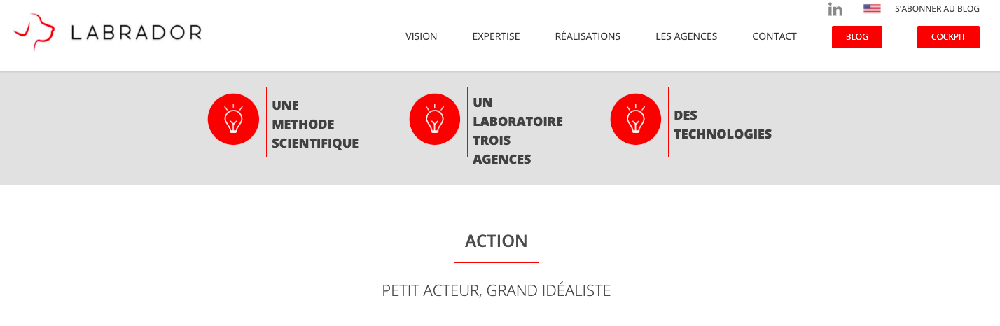 in
S'ABONNER AU BLOG
LABRADOR
VISION
EXPERTISE
RÉALISATIONS
LES AGENCES
CONTACT
BLOG
COCKPIT
UNE
METHODE
SCIENTIFIQUE
UN
LABORATOIRE
TROIS
AGENCES
DES
TECHNOLOGIES
ACTION
PETIT ACTEUR, GRAND IDÉALISTE